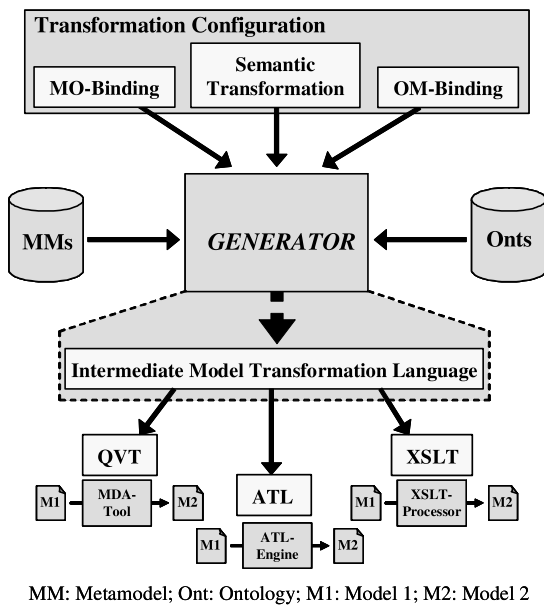 Transformation Configuration
MO-Binding
Semantic
Transformation
OM-Binding
MMs
GENERATOR
Onts
Intermediate Model Transformation Language
QVT
M1
MDA-
Tool
M2
ATL
M1
ATL-
Engine
M2
XSLT
M1
XSLT-
Processor
M2
MM: Metamodel; Ont: Ontology; M1: Model 1; M2: Model 2